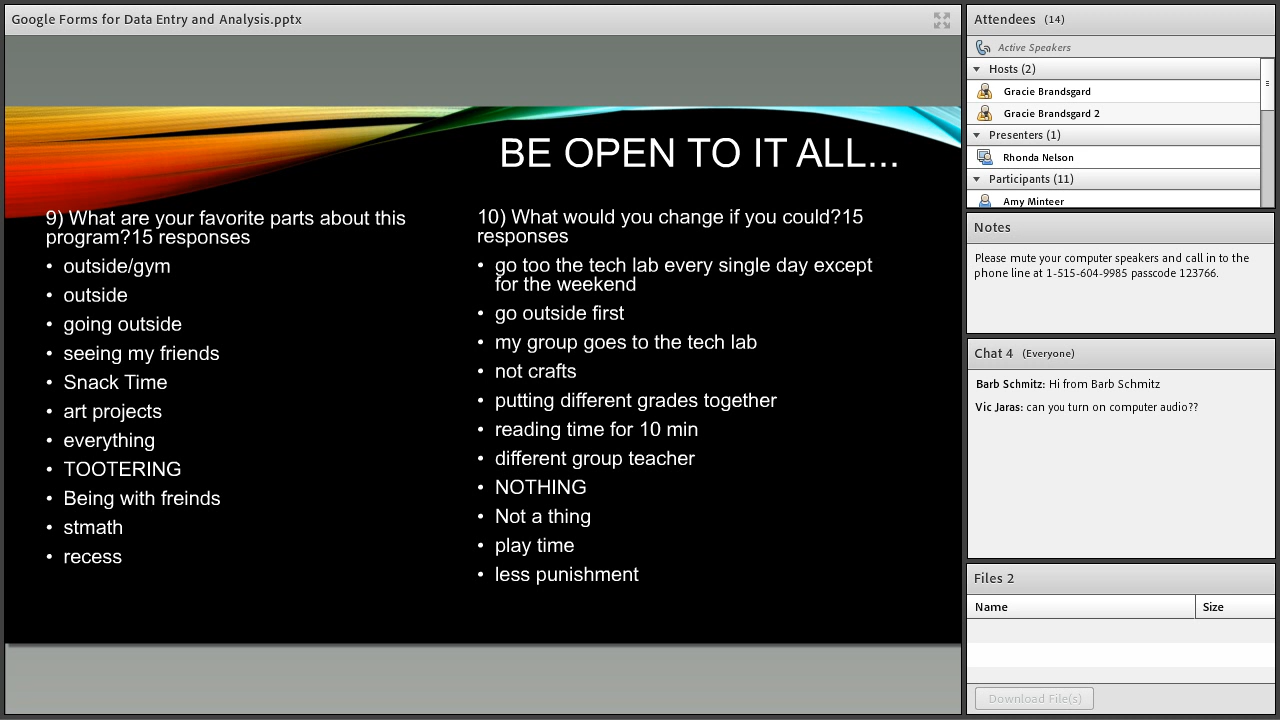 Google Forms for Data Entry and Analysis.pptx
BE OPEN TO IT ALL...
9) What are your favorite parts about this
program?15 responses
• outside/gym
• outside
• going outside
• seeing my friends
• Snack Time
• art projects
• everything
• TOOTERING
• Being with freinds
• stmath
• recess
10) What would you change if you could?15
responses
• go too the tech lab every single day except
for the weekend
• go outside first
• my group goes to the tech lab
• not crafts
• putting different grades together
• reading time for 10 min
• different group teacher
• NOTHING
• Not a thing
• play time
• less punishment
Attendees (14)
Active Speakers
Hosts (2)
Gracie Brandsgard
Gracie Brandsgard 2
Presenters (1)
Rhonda Nelson
Participants (11)
Amy Minteer
Notes
Please mute your computer speakers and call in to the
phone line at 1-515-604-9985 passcode 123766.
Chat 4 (Everyone)
Barb Schmitz: Hi from Barb Schmitz
Vic Jaras: can you turn on computer audio??
Files 2
Name Size
Download File(s)